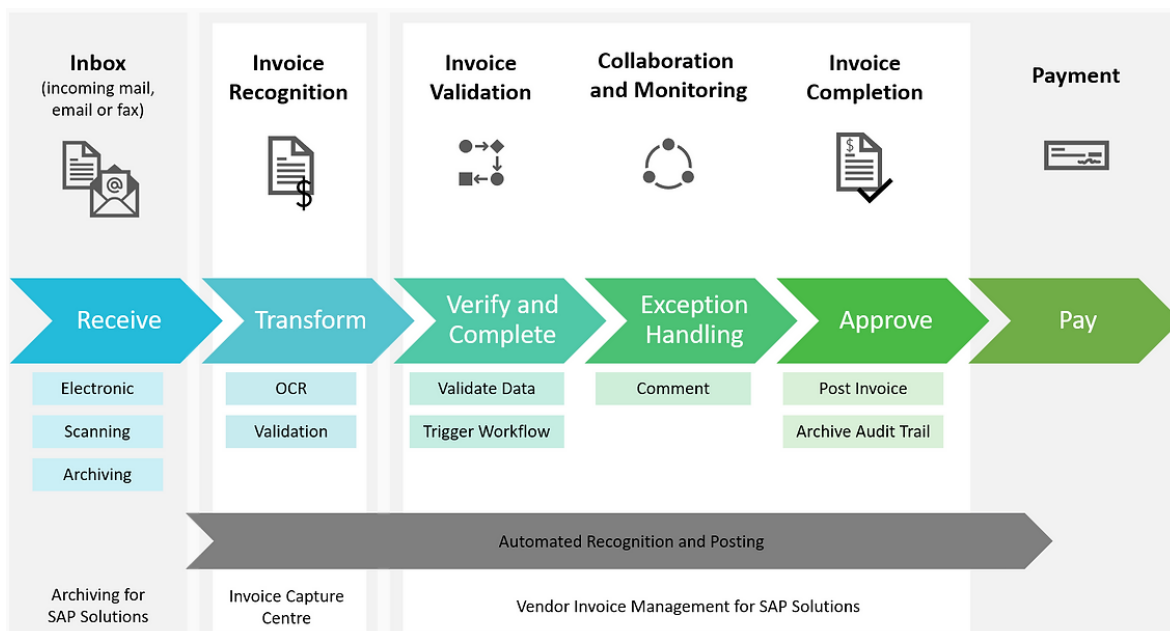 Inbox
(incoming mail,
email or fax)
@
Invoice
Recognition
$
Invoice
Validation
Collaboration
and Monitoring
Invoice
Completion
$
Payment
Receive
Transform
Verify and
Complete
Exception
Handling
Approve
Pay
Electronic
Scanning
Archiving
OCR
Validation
Validate Data
Trigger Workflow
Comment
Post Invoice
Archive Audit Trail
Automated Recognition and Posting
Archiving for
SAP Solutions
Invoice Capture
Centre
Vendor Invoice Management for SAP Solutions